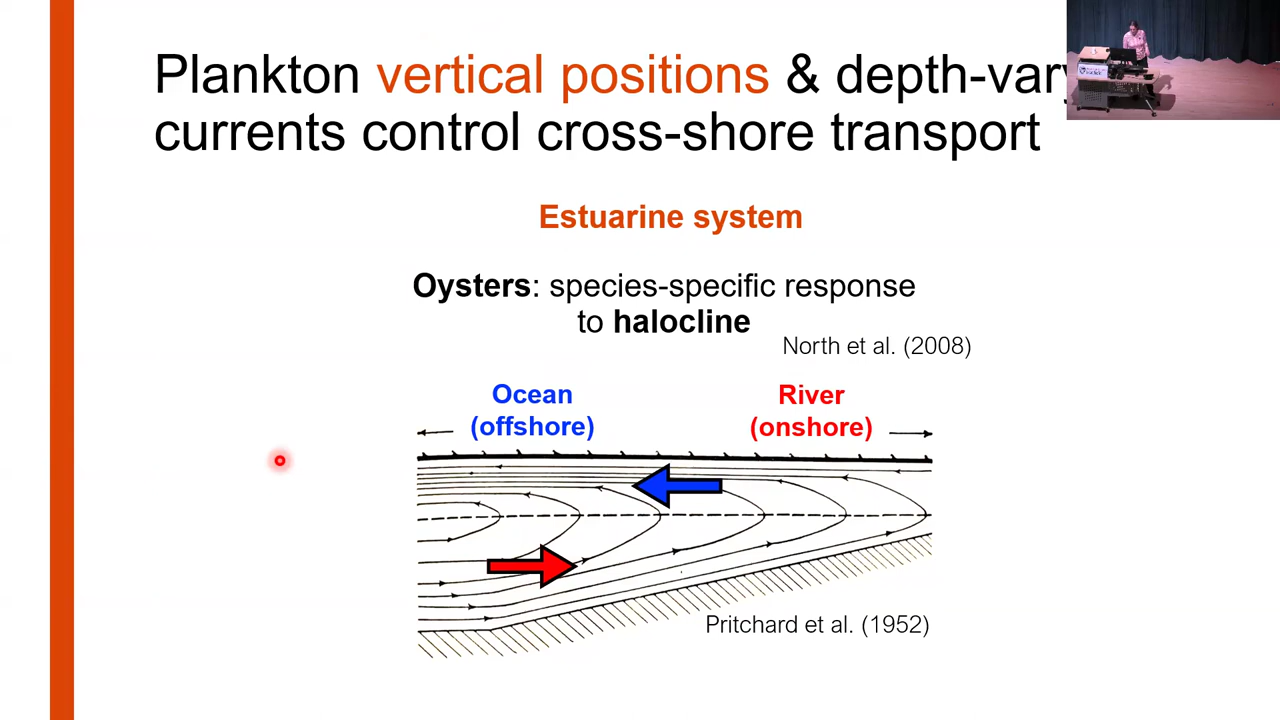 Plankton vertical positions & depth-vary
currents control cross-shore transport
Estuarine system
Oysters: species-specific response
to halocline
North et al. (2008)
Ocean
(offshore)
River
(onshore)
Pritchard et al. (1952)